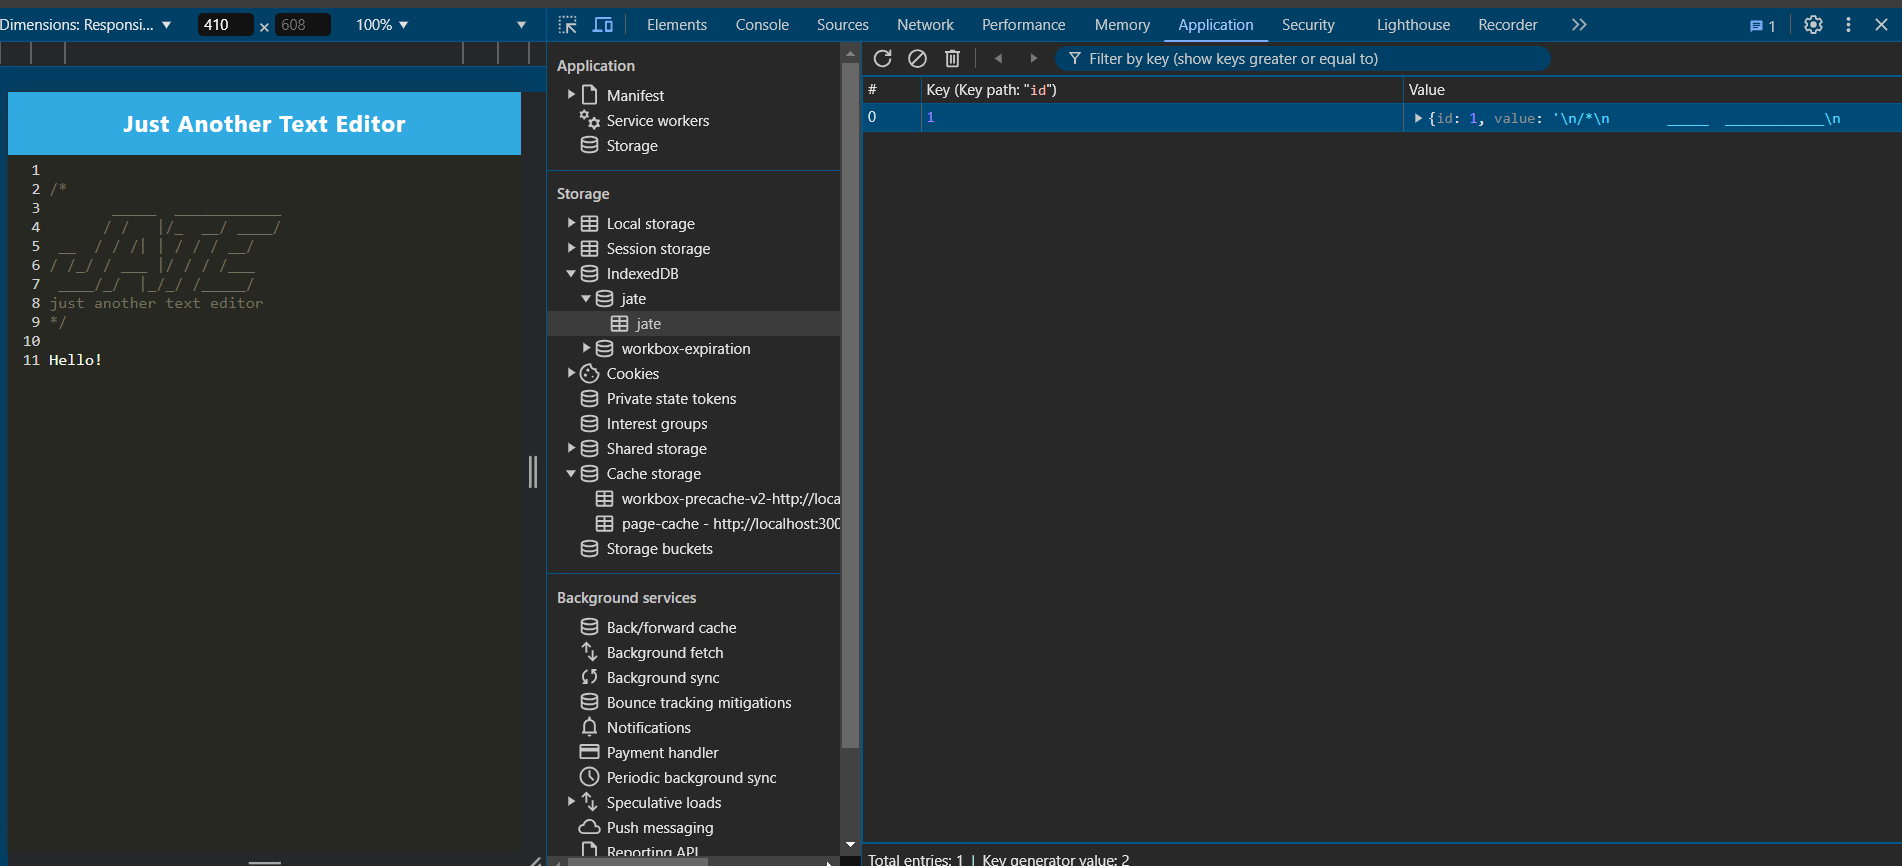 Dimensions: Responsi... 410 × 608 100%
Elements Console Sources Network Performance Memory Application Security Lighthouse Recorder 1
Just Another Text Editor
1
2 /*
3        _____  ____________
4       / /   |/_  __/ ____/
5  __  / / /| | / / / __/
6 / /_/ / ___ |/ / / /___
7  ____/_/  |_/_/ /_____/
8 just another text editor
9 */
10
11 Hello!
Application
Manifest
Service workers
Storage
Storage
Local storage
Session storage
IndexedDB
jate
jate
workbox-expiration
Cookies
Private state tokens
Interest groups
Shared storage
Cache storage
workbox-precache-v2-http://loca
page-cache - http://localhost:300
Storage buckets
Background services
Back/forward cache
Background fetch
Background sync
Bounce tracking mitigations
Notifications
Payment handler
Periodic background sync
Speculative loads
Push messaging
Reporting API
Filter by key (show keys greater or equal to)
# Key (Key path: "id") Value
0 1 {id: 1, value: '\n/*\n       _____  ____________\n
Total entries: 1 | Key generator value: 2